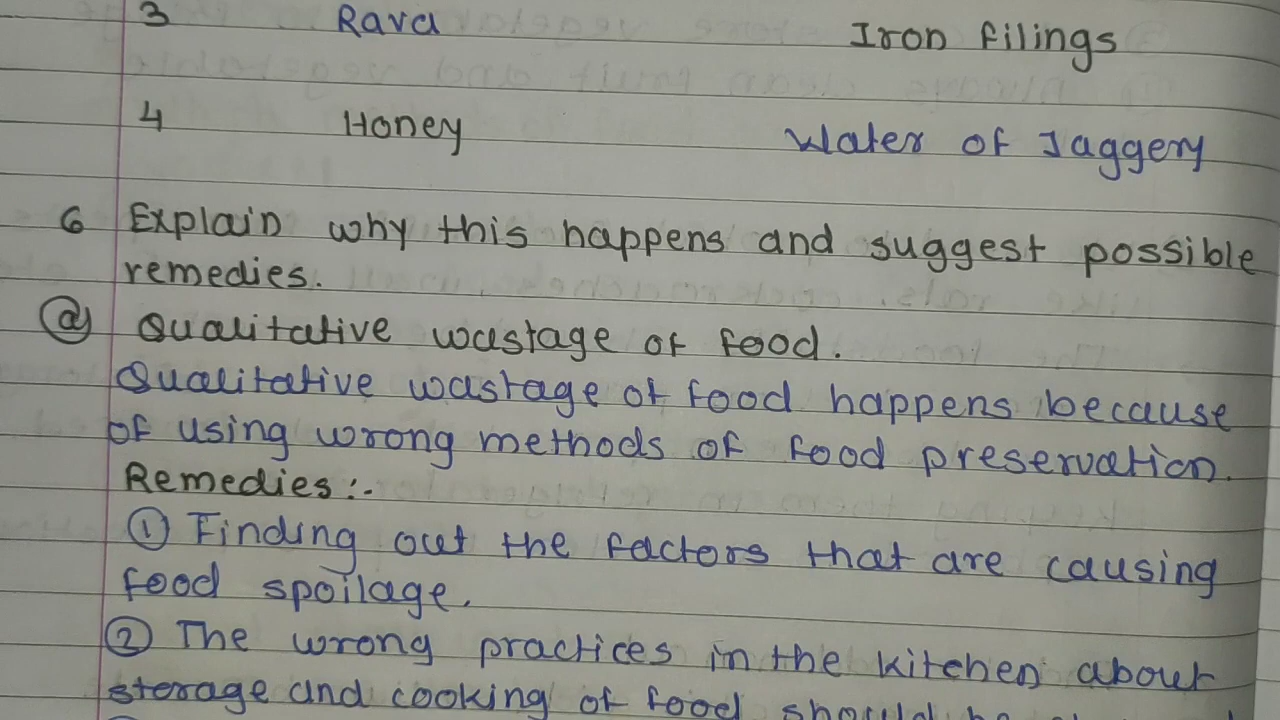 3 Rava Iron filings
4 Honey Water of Jaggery
6 Explain why this happens and suggest possible
remedies.
a) Qualitative wastage of food.
Qualitative wastage of food happens because
of using wrong methods of food preservation.
Remedies:-
① Finding out the factors that are causing
food spoilage.
② The wrong practices in the kitchen about
storage and cooking of food should be